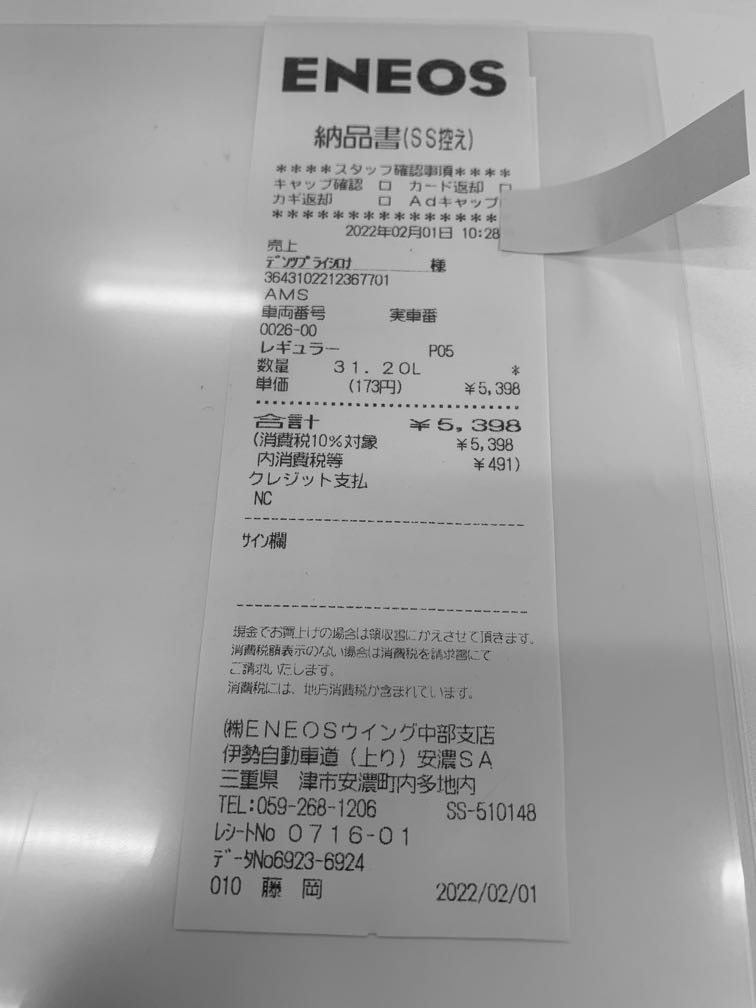 ENEOS
納品書(SS控え)
****スタッフ確認事項****
キャップ確認 □ カード返却 □
カギ返却 □ Adキャップ
***************
2022年02月01日 10:28
売上
ﾃﾞﾝﾂﾌﾟﾗｲｼﾛﾅ 様
3643102212367701
AMS
車両番号 実車番
0026-00
レギュラー P05
数量 31.20L *
単価 (173円) ¥5,398
合計 ¥5,398
(消費税10%対象 ¥5,398
内消費税等 ¥491)
クレジット支払
NC
ｻｲﾝ欄
現金でお買上げの場合は領収書にかえさせて頂きます。
消費税額表示のない場合は消費税を請求書にて
ご請求いたします。
消費税には、地方消費税が含まれています。
㈱ENEOSウイング中部支店
伊勢自動車道(上り)安濃SA
三重県 津市安濃町内多地内
TEL:059-268-1206 SS-510148
ﾚｼｰﾄNo 0716-01
ﾃﾞｰﾀNo6923-6924
010 藤 岡 2022/02/01